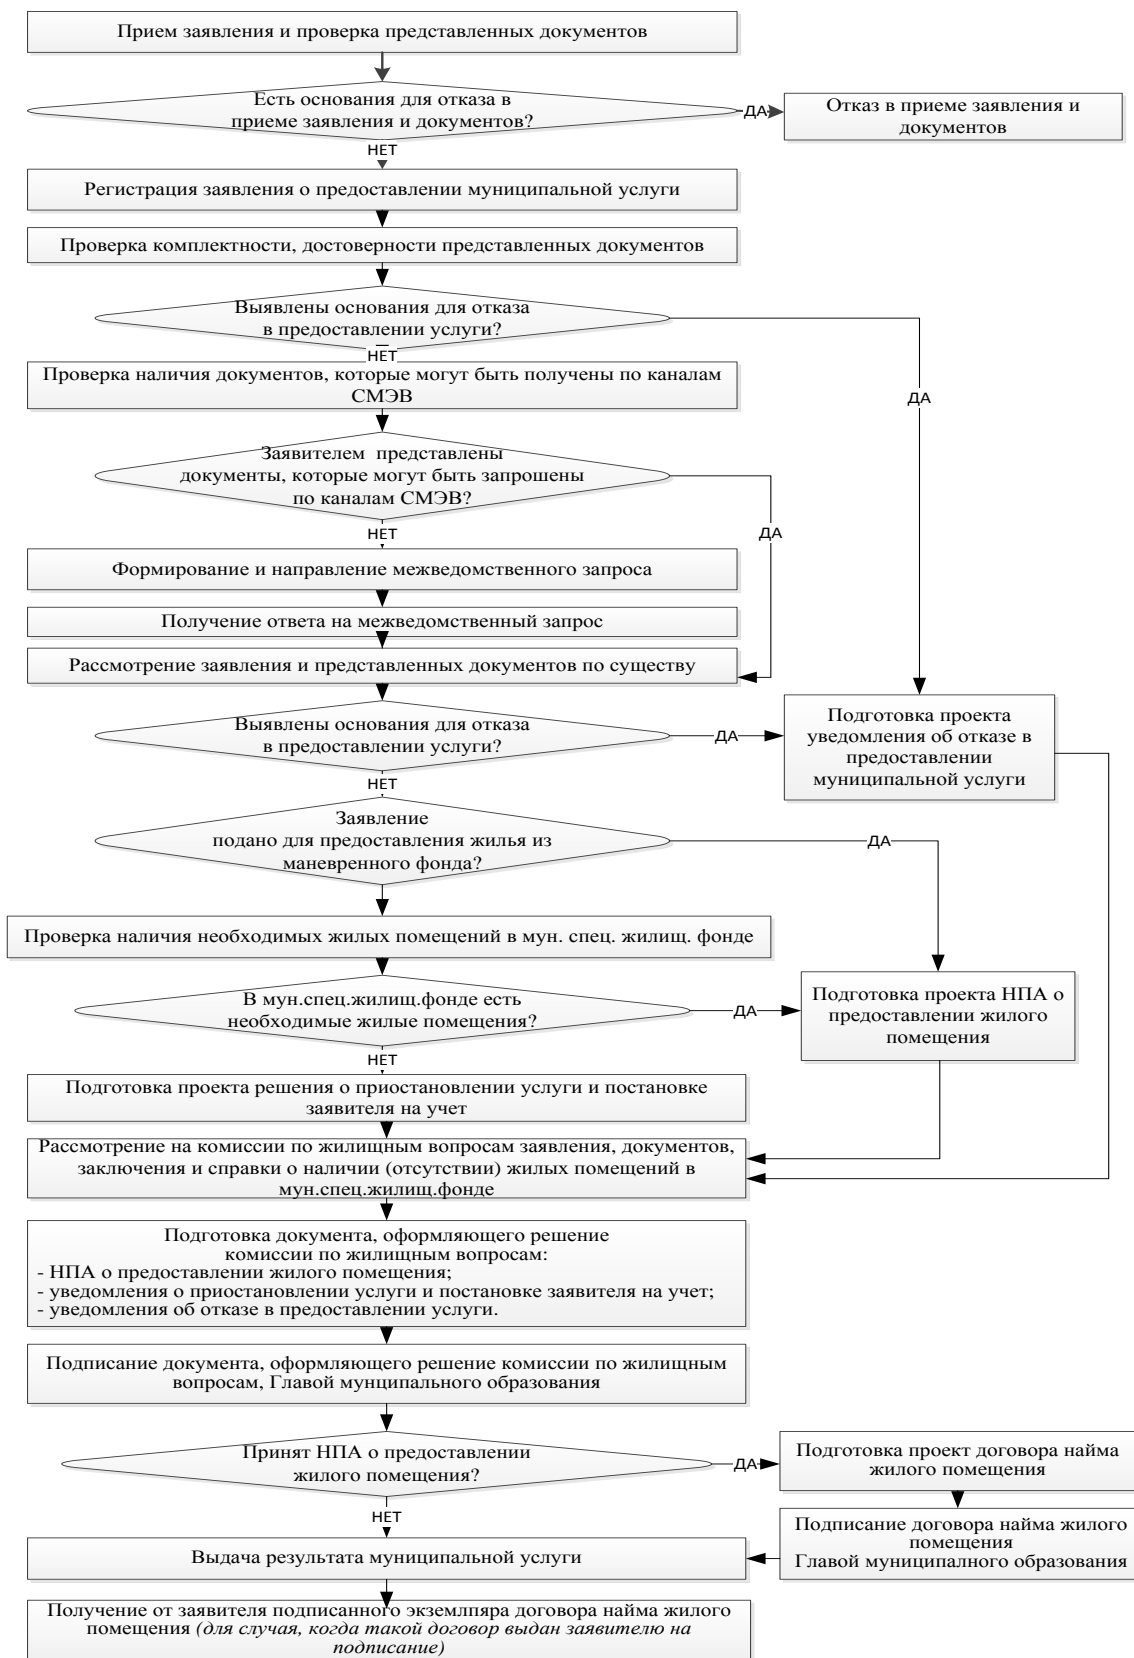 Прием заявления и проверка представленных документов
Есть основания для отказа в
приеме заявления и документов?
ДА
Отказ в приеме заявления и
документов
НЕТ
Регистрация заявления о предоставлении муниципальной услуги
Проверка комплектности, достоверности представленных документов
Выявлены основания для отказа
в предоставлении услуги?
НЕТ
ДА
Проверка наличия документов, которые могут быть получены по каналам
СМЭВ
Заявителем представлены
документы, которые могут быть запрошены
по каналам СМЭВ?
ДА
НЕТ
Формирование и направление межведомственного запроса
Получение ответа на межведомственный запрос
Рассмотрение заявления и представленных документов по существу
Выявлены основания для отказа
в предоставлении услуги?
ДА
Подготовка проекта
уведомления об отказе в
предоставлении
муниципальной услуги
НЕТ
Заявление
подано для предоставления жилья из
маневренного фонда?
ДА
Проверка наличия необходимых жилых помещений в мун. спец. жилищ. фонде
В мун.спец.жилищ.фонде есть
необходимые жилые помещения?
ДА
Подготовка проекта НПА о
предоставлении жилого
помещения
НЕТ
Подготовка проекта решения о приостановлении услуги и постановке
заявителя на учет
Рассмотрение на комиссии по жилищным вопросам заявления, документов,
заключения и справки о наличии (отсутствии) жилых помещений в
мун.спец.жилищ.фонде
Подготовка документа, оформляющего решение
комиссии по жилищным вопросам:
- НПА о предоставлении жилого помещения;
- уведомления о приостановлении услуги и постановке заявителя на учет;
- уведомления об отказе в предоставлении услуги.
Подписание документа, оформляющего решение комиссии по жилищным
вопросам, Главой мунципального образования
Принят НПА о предоставлении
жилого помещения?
ДА
Подготовка проект договора найма
жилого помещения
НЕТ
Подписание договора найма жилого
помещения
Главой муниципалного образования
Выдача результата муниципальной услуги
Получение от заявителя подписанного экземлпяра договора найма жилого
помещения (для случая, когда такой договор выдан заявителю на
подписание)